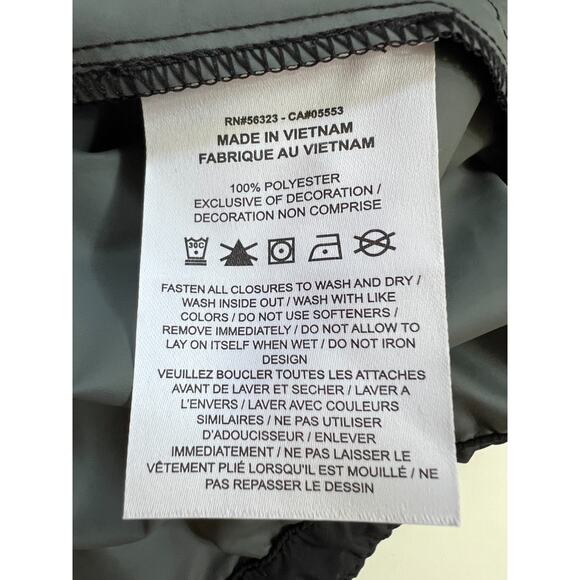 RN#56323 - CA#05553
MADE IN VIETNAM
FABRIQUE AU VIETNAM
100% POLYESTER
EXCLUSIVE OF DECORATION /
DECORATION NON COMPRISE
30C
FASTEN ALL CLOSURES TO WASH AND DRY /
WASH INSIDE OUT / WASH WITH LIKE
COLORS / DO NOT USE SOFTENERS /
REMOVE IMMEDIATELY / DO NOT ALLOW TO
LAY ON ITSELF WHEN WET / DO NOT IRON
DESIGN
VEUILLEZ BOUCLER TOUTES LES ATTACHES
AVANT DE LAVER ET SECHER / LAVER A
L'ENVERS / LAVER AVEC COULEURS
SIMILAIRES / NE PAS UTILISER
D'ADOUCISSEUR / ENLEVER
IMMEDIATEMENT / NE PAS LAISSER LE
VÊTEMENT PLIÉ LORSQU'IL EST MOUILLÉ / NE
PAS REPASSER LE DESSIN